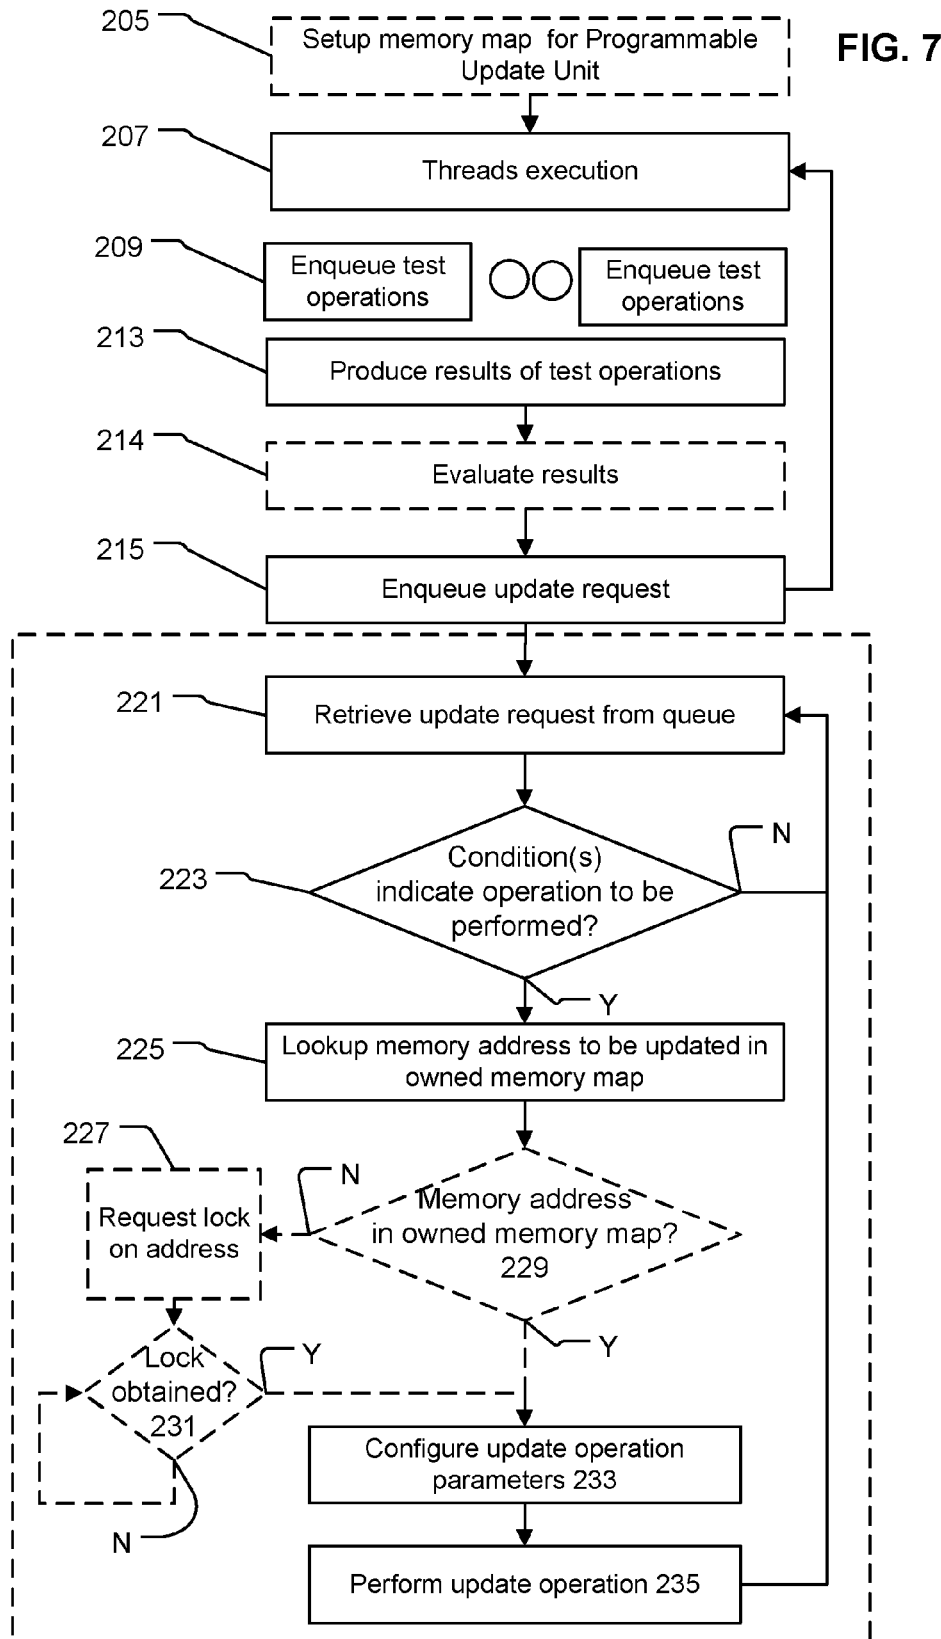 205
Setup memory map for Programmable
Update Unit
FIG. 7
207
Threads execution
209
Enqueue test
operations
Enqueue test
operations
213
Produce results of test operations
214
Evaluate results
215
Enqueue update request
221
Retrieve update request from queue
223
Condition(s)
indicate operation to be
performed?
N
Y
225
Lookup memory address to be updated in
owned memory map
227
Request lock
on address
N
Memory address
in owned memory map?
229
Y
Lock
obtained?
231
Y
N
Configure update operation
parameters 233
Perform update operation 235